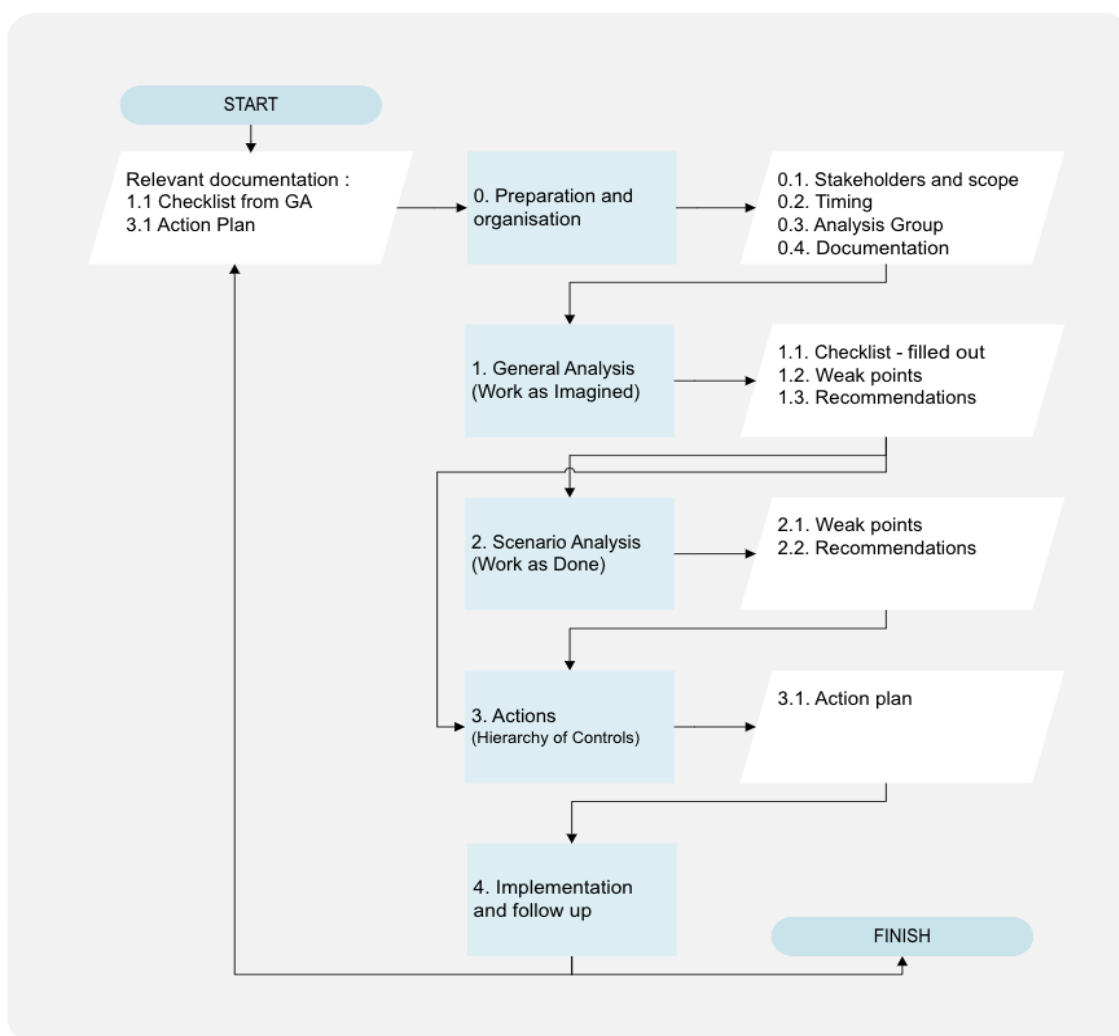 START
Relevant documentation :
1.1 Checklist from GA
3.1 Action Plan
0. Preparation and
organisation
0.1. Stakeholders and scope
0.2. Timing
0.3. Analysis Group
0.4. Documentation
1. General Analysis
(Work as Imagined)
1.1. Checklist - filled out
1.2. Weak points
1.3. Recommendations
2. Scenario Analysis
(Work as Done)
2.1. Weak points
2.2. Recommendations
3. Actions
(Hierarchy of Controls)
3.1. Action plan
4. Implementation
and follow up
FINISH